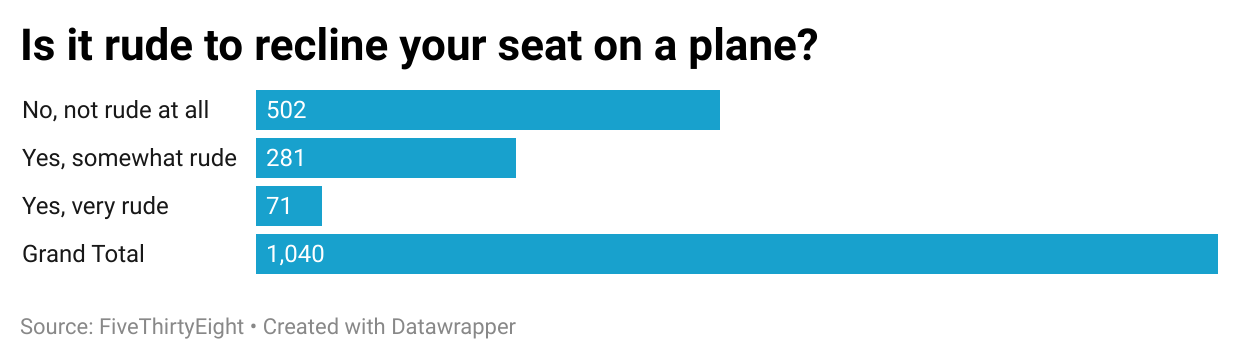 Is it rude to recline your seat on a plane?
No, not rude at all 502
Yes, somewhat rude 281
Yes, very rude 71
Grand Total 1,040
Source: FiveThirtyEight • Created with Datawrapper